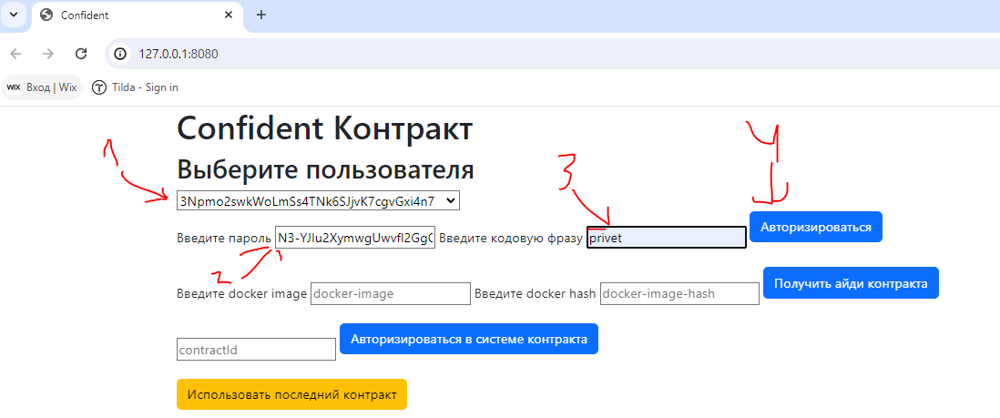 Confident
127.0.0.1:8080
WIX Вход | Wix Tilda - Sign in
Confident Контракт
1
4
Выберите пользователя
3
3Npmo2swkWoLmSs4TNk6SJjvK7cgvGxi4n7
Введите пароль N3-YJlu2XymwgUwvfl2GgC Введите кодовую фразу privet Авторизироваться
2
Введите docker image docker-image Введите docker hash docker-image-hash Получить айди контракта
contractId Авторизироваться в системе контракта
Использовать последний контракт